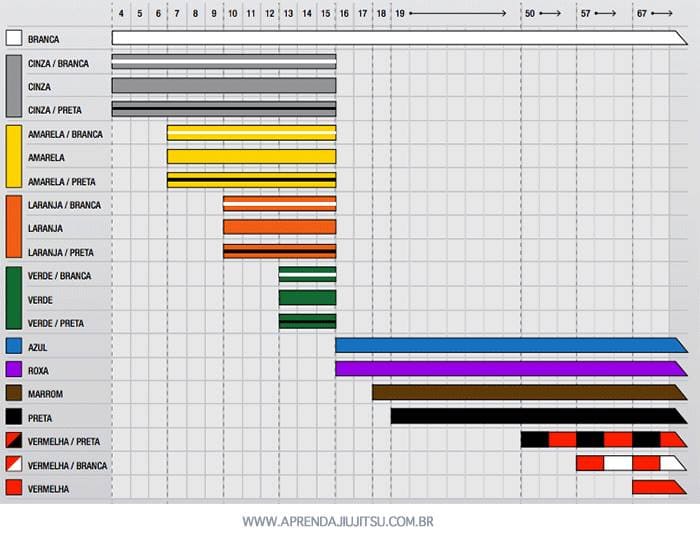 4 5 6 7 8 9 10 11 12 13 14 15 16 17 18 19 50 57 67
BRANCA
CINZA / BRANCA
CINZA
CINZA / PRETA
AMARELA / BRANCA
AMARELA
AMARELA / PRETA
LARANJA / BRANCA
LARANJA
LARANJA / PRETA
VERDE / BRANCA
VERDE
VERDE / PRETA
AZUL
ROXA
MARROM
PRETA
VERMELHA / PRETA
VERMELHA / BRANCA
VERMELHA
WWW.APRENDAJIUJITSU.COM.BR